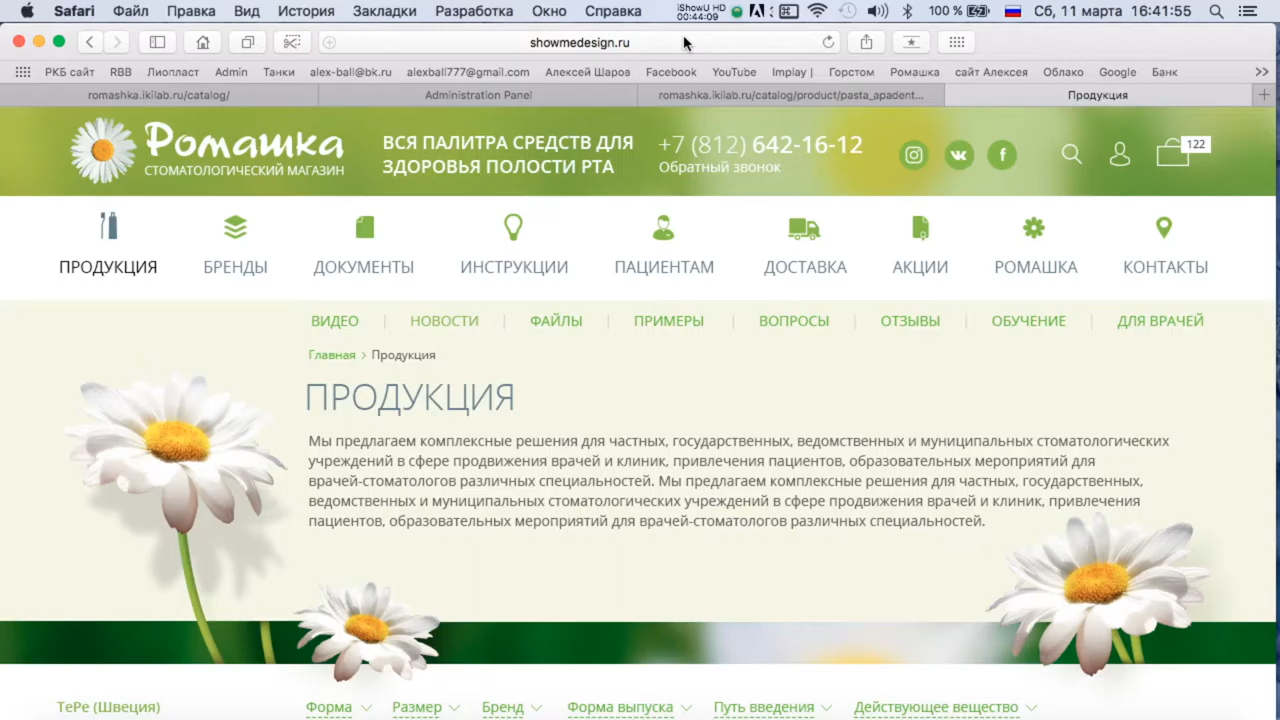 Safari Файл Правка Вид История Закладки Разработка Окно Справка iShowU HD 00:44:09 100 % Сб, 11 марта 16:41:55
showmedesign.ru
РКБ сайт RBB Лиопласт Admin Танки alex-ball@bk.ru alexball777@gmail.com Алексей Шаров Facebook YouTube Implay | Горстом Ромашка сайт Алексея Облако Google Банк >>
romashka.ikilab.ru/catalog/ Administration Panel romashka.ikilab.ru/catalog/product/pasta_apadent... Продукция
Ромашка
СТОМАТОЛОГИЧЕСКИЙ МАГАЗИН
ВСЯ ПАЛИТРА СРЕДСТВ ДЛЯ
ЗДОРОВЬЯ ПОЛОСТИ РТА
+7 (812) 642-16-12
Обратный звонок
122
ПРОДУКЦИЯ БРЕНДЫ ДОКУМЕНТЫ ИНСТРУКЦИИ ПАЦИЕНТАМ ДОСТАВКА АКЦИИ РОМАШКА КОНТАКТЫ
ВИДЕО | НОВОСТИ | ФАЙЛЫ | ПРИМЕРЫ | ВОПРОСЫ | ОТЗЫВЫ | ОБУЧЕНИЕ | ДЛЯ ВРАЧЕЙ
Главная > Продукция
ПРОДУКЦИЯ
Мы предлагаем комплексные решения для частных, государственных, ведомственных и муниципальных стоматологических
учреждений в сфере продвижения врачей и клиник, привлечения пациентов, образовательных мероприятий для
врачей-стоматологов различных специальностей. Мы предлагаем комплексные решения для частных, государственных,
ведомственных и муниципальных стоматологических учреждений в сфере продвижения врачей и клиник, привлечения
пациентов, образовательных мероприятий для врачей-стоматологов различных специальностей.
TePe (Швеция) Форма Размер Бренд Форма выпуска Путь введения Действующее вещество